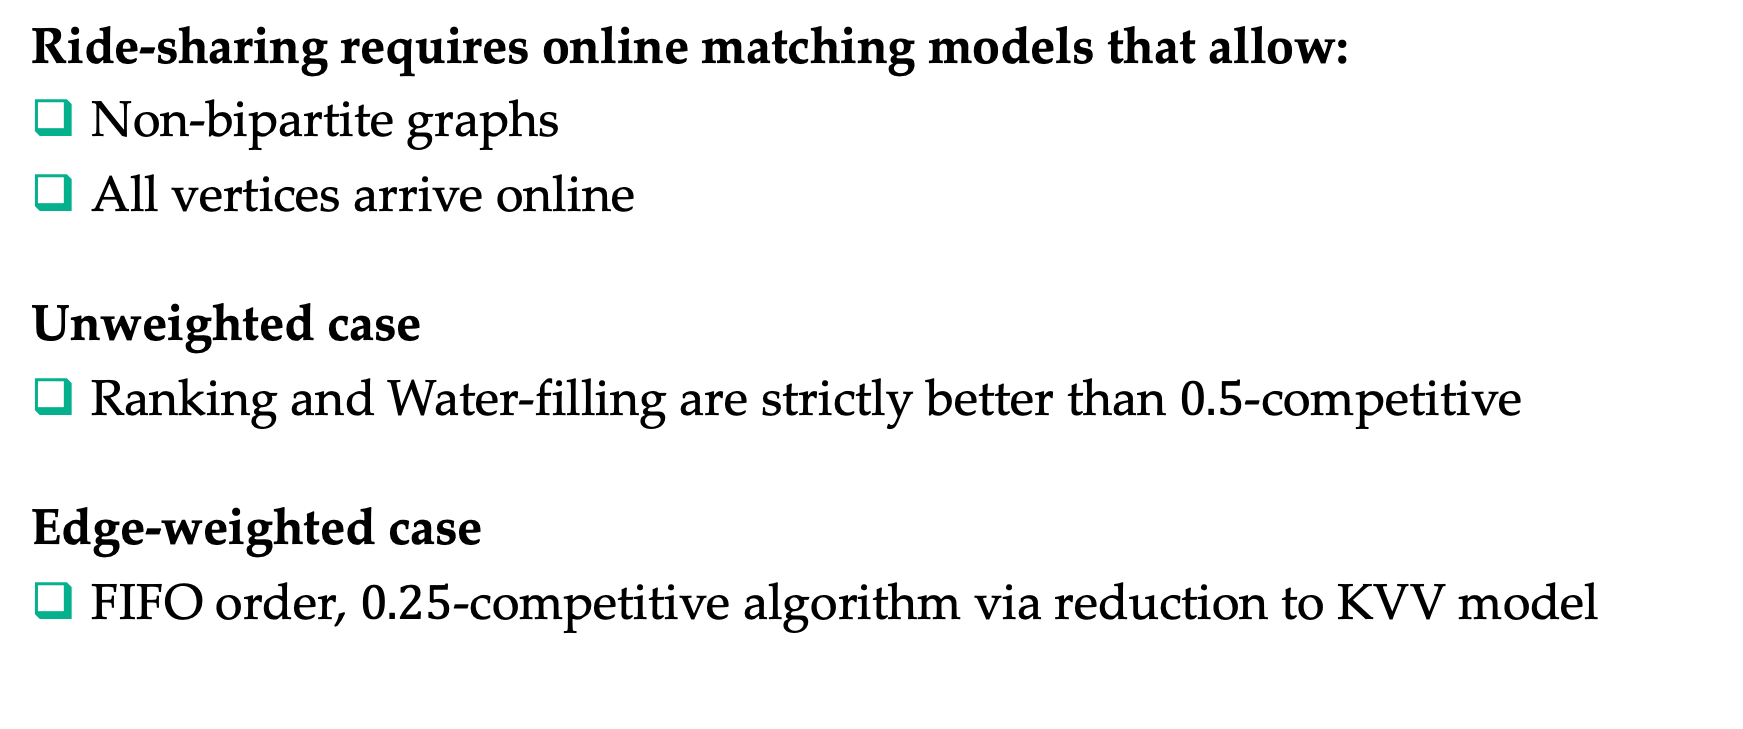 Ride-sharing requires online matching models that allow:
❑ Non-bipartite graphs
❑ All vertices arrive online
Unweighted case
❑ Ranking and Water-filling are strictly better than 0.5-competitive
Edge-weighted case
❑ FIFO order, 0.25-competitive algorithm via reduction to KVV model